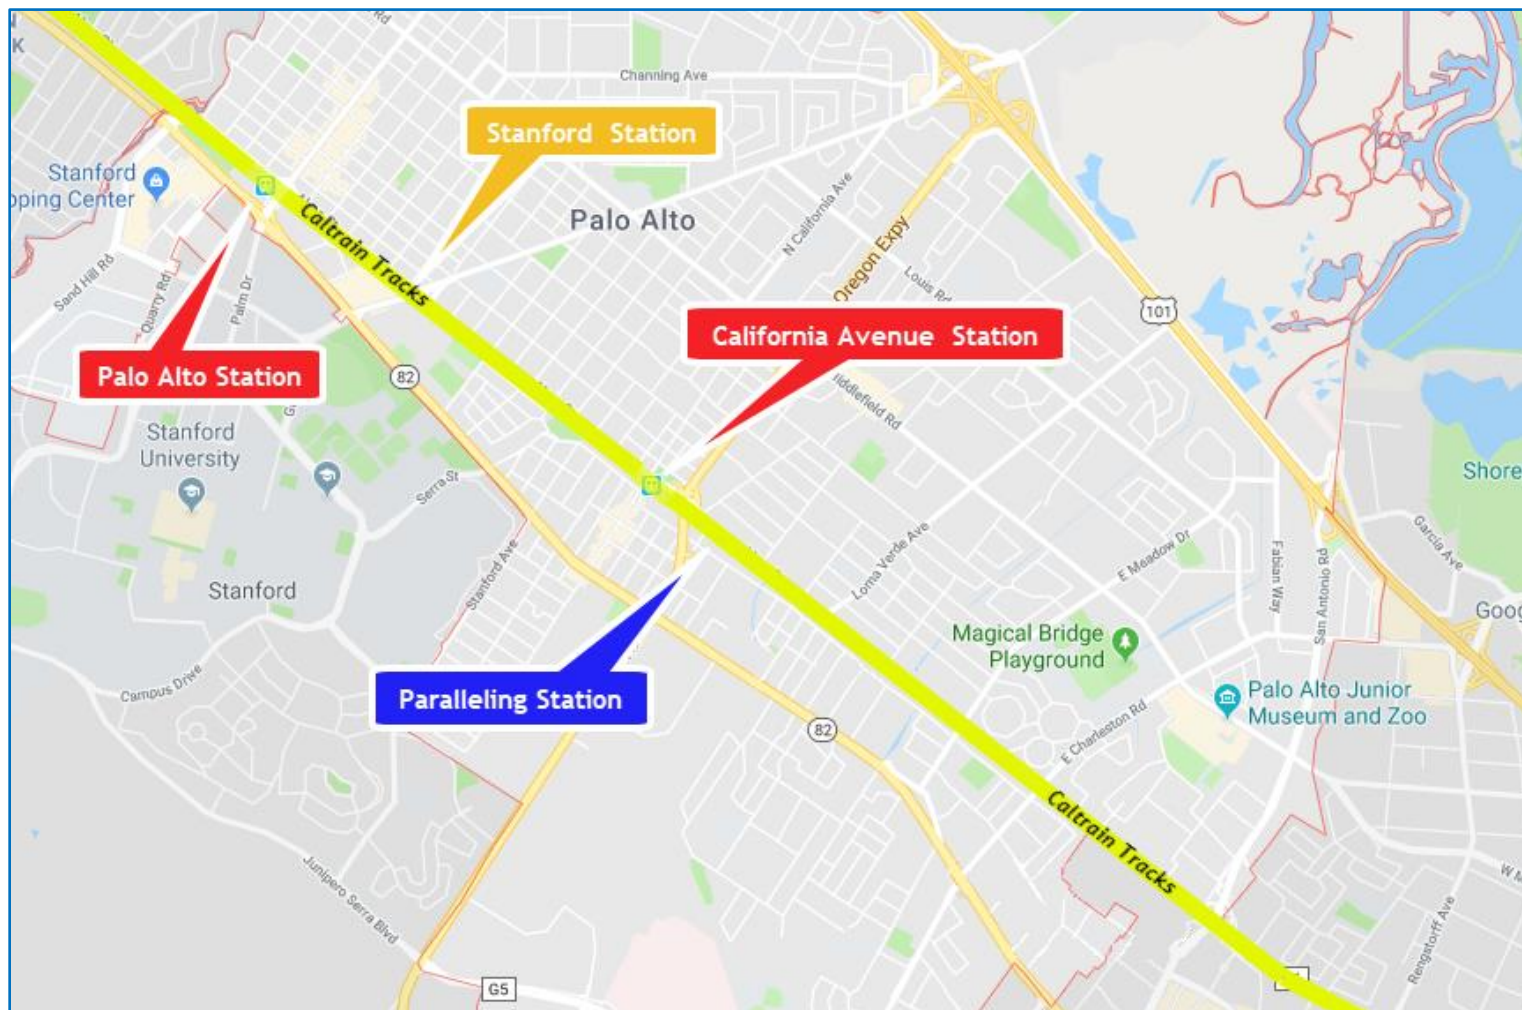 K
Rd
Channing Ave
Stanford  Station
Stanford
pping Center
Palo Alto
N California Ave
Oregon Expy
Louis Rd
Caltrain Tracks
Sand Hill Rd
Quarry Rd
Palm Dr
101
California Avenue  Station
Palo Alto Station
82
iddlefield Rd
Stanford
University
Serra St
Shore
Garcia Ave
Stanford Ave
Loma Verde Ave
E Meadow Dr
Fabian Way
San Antonio Rd
Stanford
Goog
Magical Bridge
Playground
Campus Drive
Paralleling Station
Palo Alto Junior
Museum and Zoo
82
E Charleston Rd
Caltrain Tracks
Junipero Serra Blvd
W M
Rengstorff Ave
G5